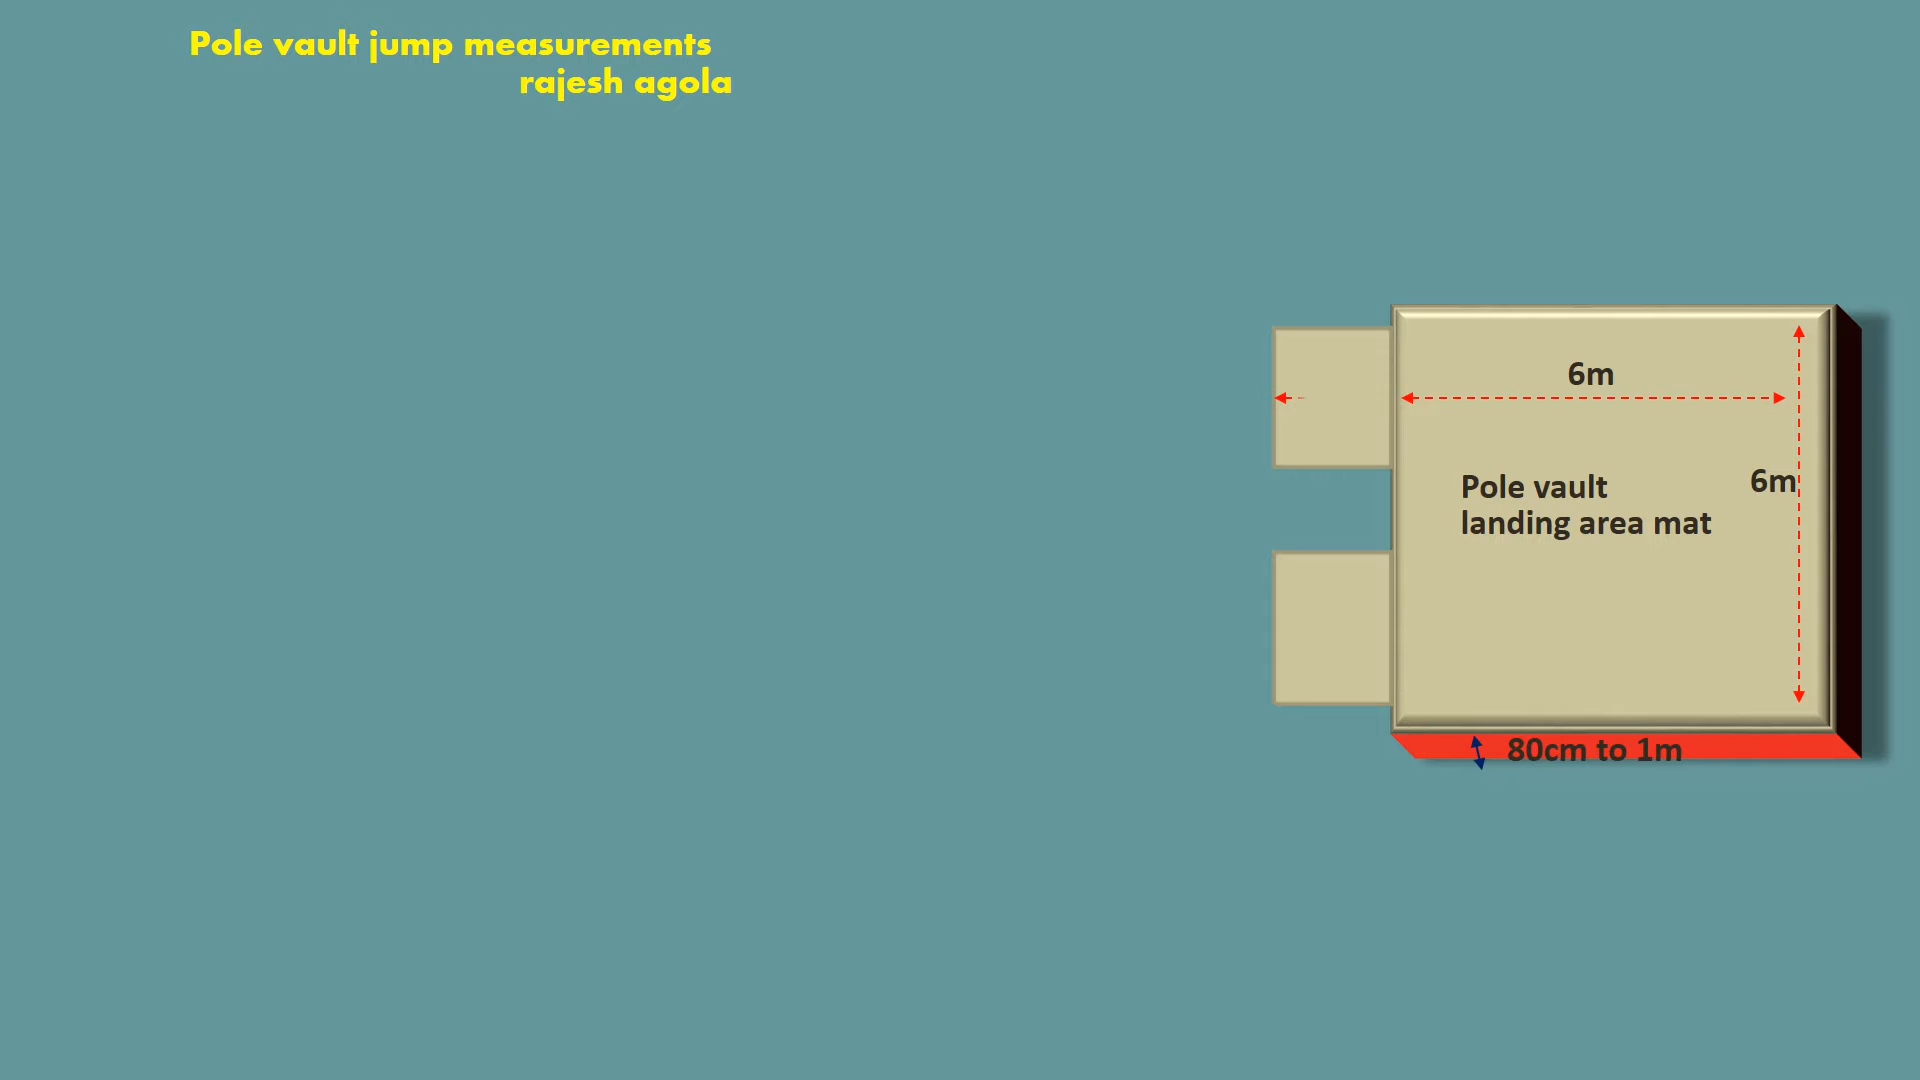 Pole vault jump measurements
rajesh agola
6m
6m
Pole vault
landing area mat
80cm to 1m